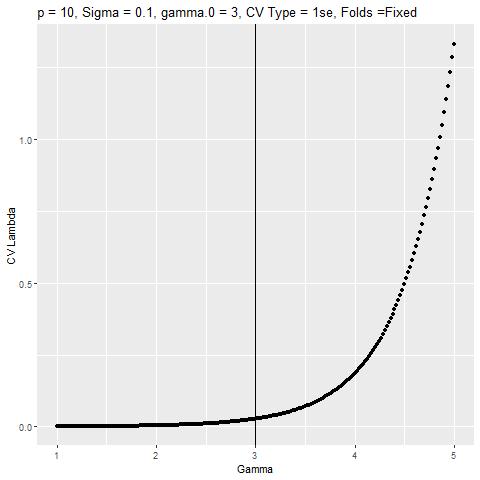 p = 10, Sigma = 0.1, gamma.0 = 3, CV Type = 1se, Folds =Fixed
1.0
0.5
0.0
CV Lambda
1 2 3 4 5
Gamma